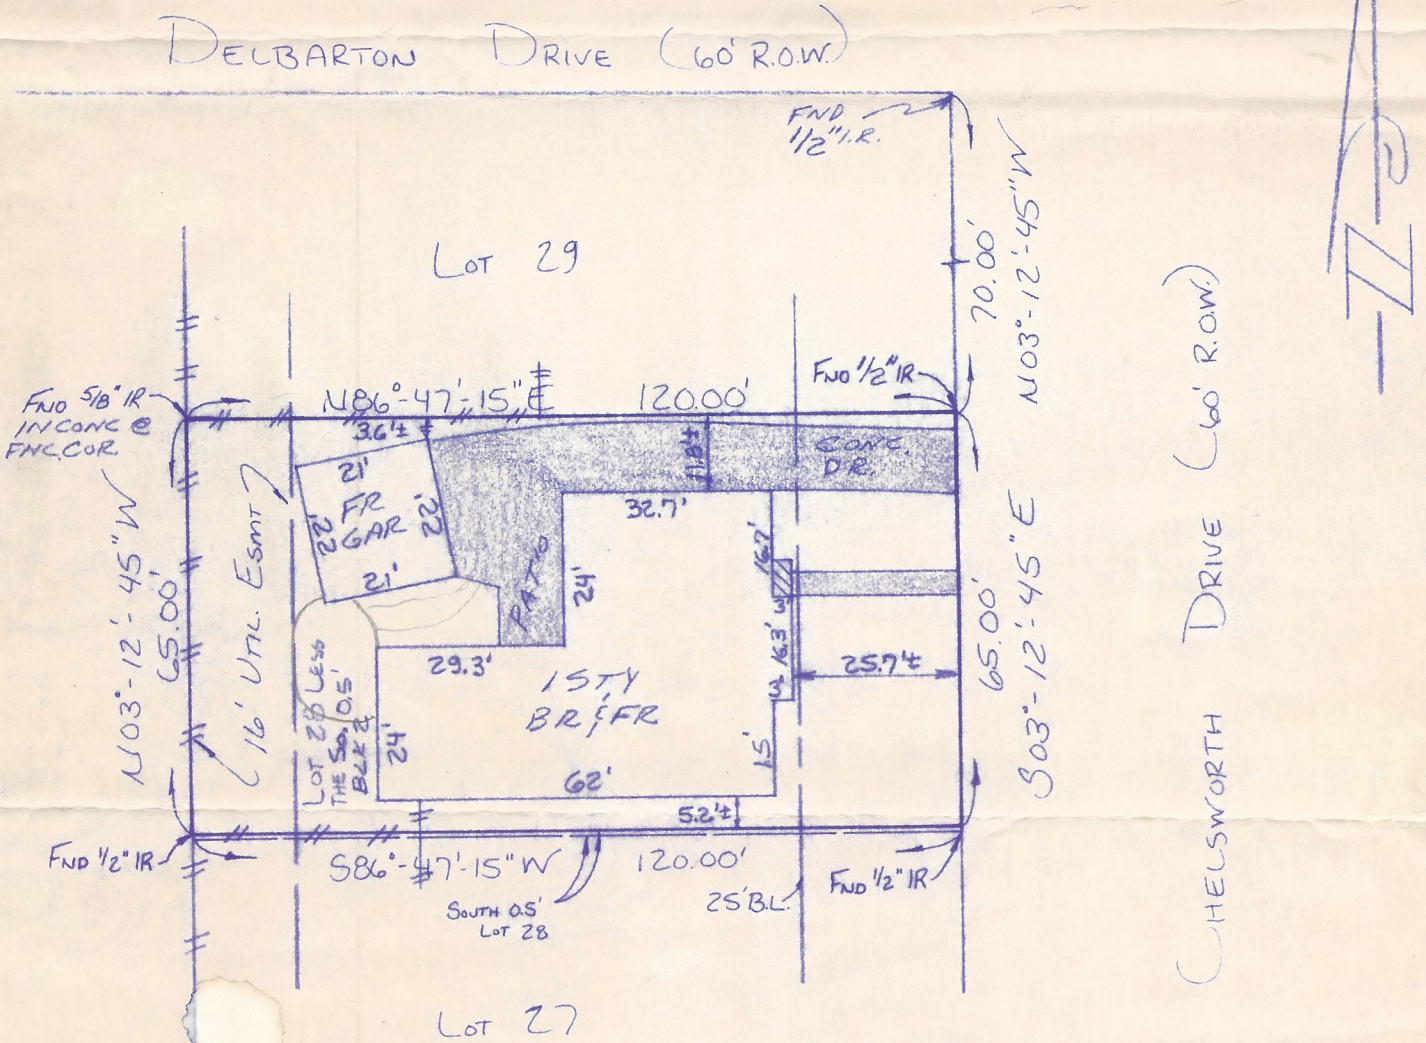 DELBARTON DRIVE (60' R.O.W.)
FND
1/2" I.R.
LOT 29
70.00'
N03°-12'-45"W
FND 5/8" IR
IN CONC @
FNC. COR.
N86°-47'-15"E 120.00'
FND 1/2" IR
3.6'±
11.8'±
CONC.
DR.
21'
22'
FR
GAR
22'
21'
32.7'
PATIO
24'
16.7'
3'
16.3'
3'
25.7'±
29.3'
1 STY
BR & FR
24'
15'
62'
5.2'±
N03°-12'-45"W
65.00'
16' UTIL. ESMT
LOT 28 LESS
THE SO. 0.5'
BLK 2
65.00'
S03°-12'-45"E
CHELSWORTH DRIVE (60' R.O.W.)
FND 1/2" IR
S86°-47'-15"W 120.00'
SOUTH 0.5'
LOT 28
25' B.L.
FND 1/2" IR
LOT 27
N